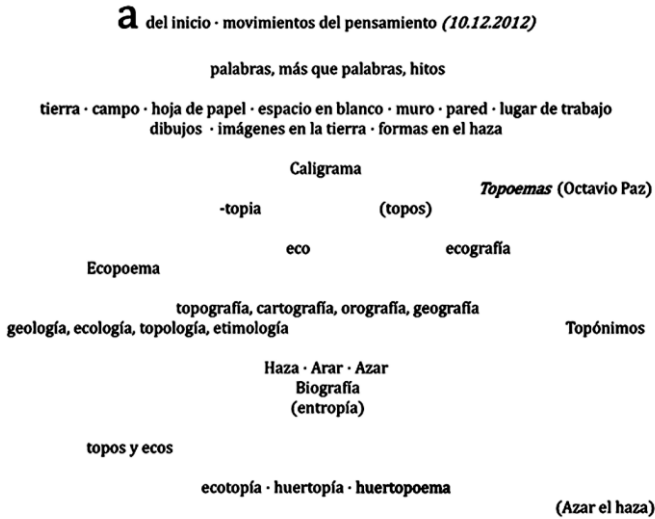 a del inicio · movimientos del pensamiento (10.12.2012)
palabras, más que palabras, hitos
tierra · campo · hoja de papel · espacio en blanco · muro · pared · lugar de trabajo
dibujos · imágenes en la tierra · formas en el haza
Caligrama
Topoemas (Octavio Paz)
-topia (topos)
eco ecografía
Ecopoema
topografía, cartografía, orografía, geografía
geología, ecología, topología, etimología Topónimos
Haza · Arar · Azar
Biografía
(entropía)
topos y ecos
ecotopía · huertopía · huertopoema
(Azar el haza)